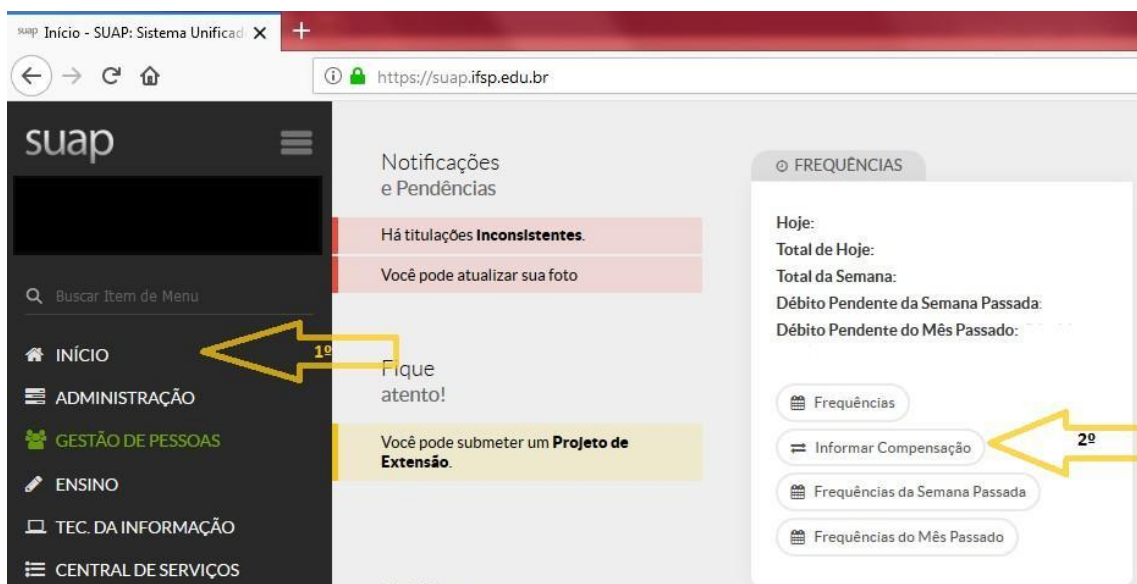 suap Início - SUAP: Sistema Unificad
https://suap.ifsp.edu.br
suap
Buscar Item de Menu
INÍCIO
1º
ADMINISTRAÇÃO
GESTÃO DE PESSOAS
ENSINO
TEC. DA INFORMAÇÃO
CENTRAL DE SERVIÇOS
Notificações
e Pendências
Há titulações Inconsistentes.
Você pode atualizar sua foto
Fique
atento!
Você pode submeter um Projeto de
Extensão.
FREQUÊNCIAS
Hoje:
Total de Hoje:
Total da Semana:
Débito Pendente da Semana Passada:
Débito Pendente do Mês Passado:
Frequências
Informar Compensação
2º
Frequências da Semana Passada
Frequências do Mês Passado